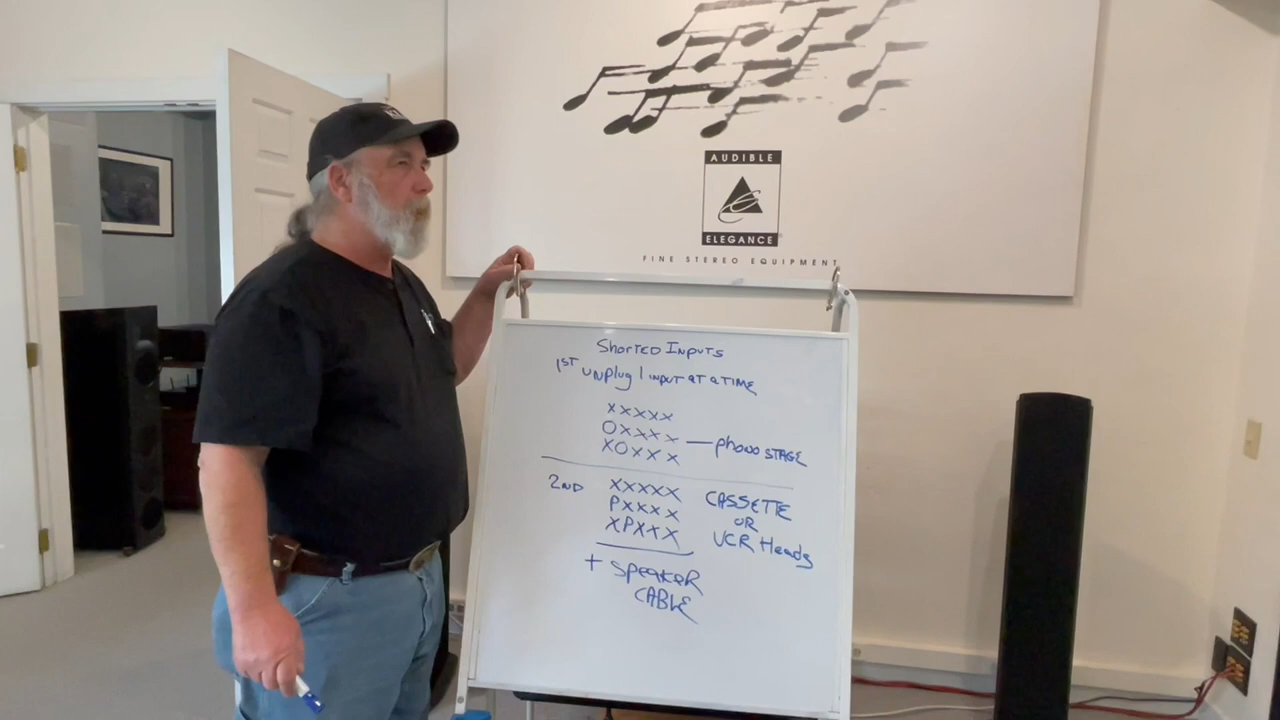 AUDIBLE
ELEGANCE
FINE STEREO EQUIPMENT
Shorted Inputs
1ST UNplug 1 input at a TIME
XXXXX
OXXXX — phono STAGE
XOXXX
2ND XXXXX CASSETTE
PXXXX OR
XPXXX VCR Heads
+ Speaker
CABLE